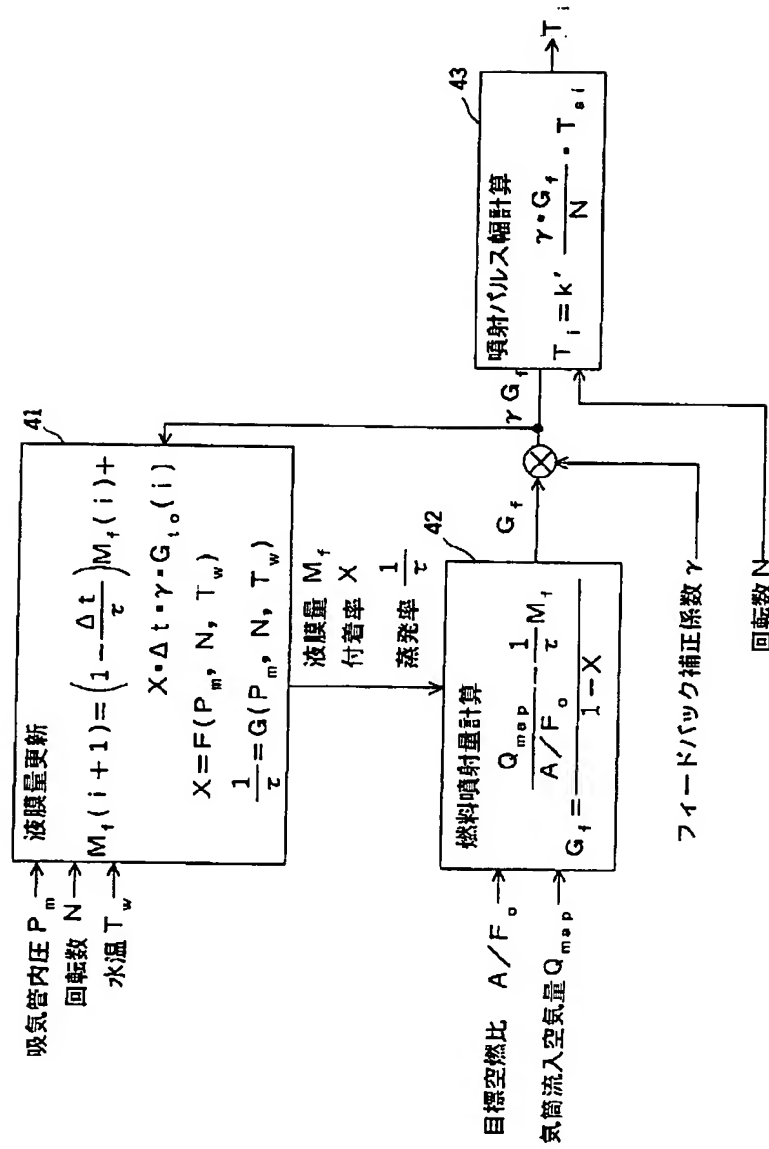 41
液膜量更新
M_f(i+1)=(1-Δt/τ)M_f(i)+
X・Δt・γ・G_to(i)
X=F(P_m, N, T_w)
1/τ=G(P_m, N, T_w)
吸気管内圧 P_m
回転数 N
水温 T_w
液膜量 M_f
付着率 X
蒸発率 1/τ
42
燃料噴射量計算
G_f=(Q_map/A/F_o-1/τ M_f)/(1-X)
目標空燃比 A/F_o
気筒流入空気量 Q_map
G_f
γG_f
フィードバック補正係数 γ
回転数 N
43
噴射パルス幅計算
T_i=k' γ・G_f/N・T_si
T_i